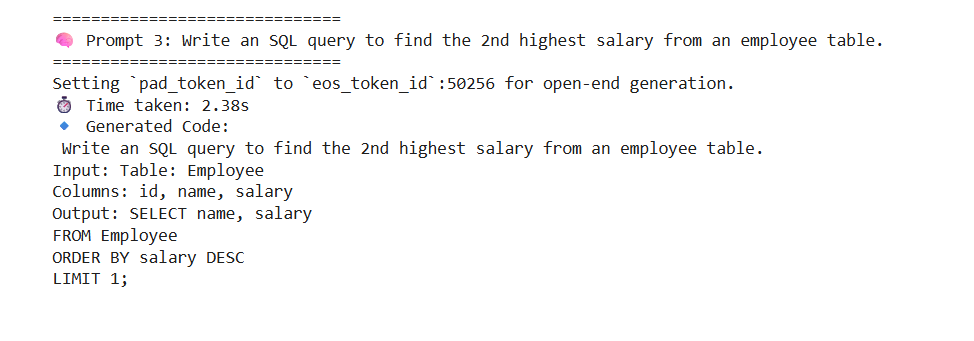 ==============================
🧠 Prompt 3: Write an SQL query to find the 2nd highest salary from an employee table.
==============================
Setting `pad_token_id` to `eos_token_id`:50256 for open-end generation.
⏱️ Time taken: 2.38s
🔹 Generated Code:
 Write an SQL query to find the 2nd highest salary from an employee table.
Input: Table: Employee
Columns: id, name, salary
Output: SELECT name, salary
FROM Employee
ORDER BY salary DESC
LIMIT 1;